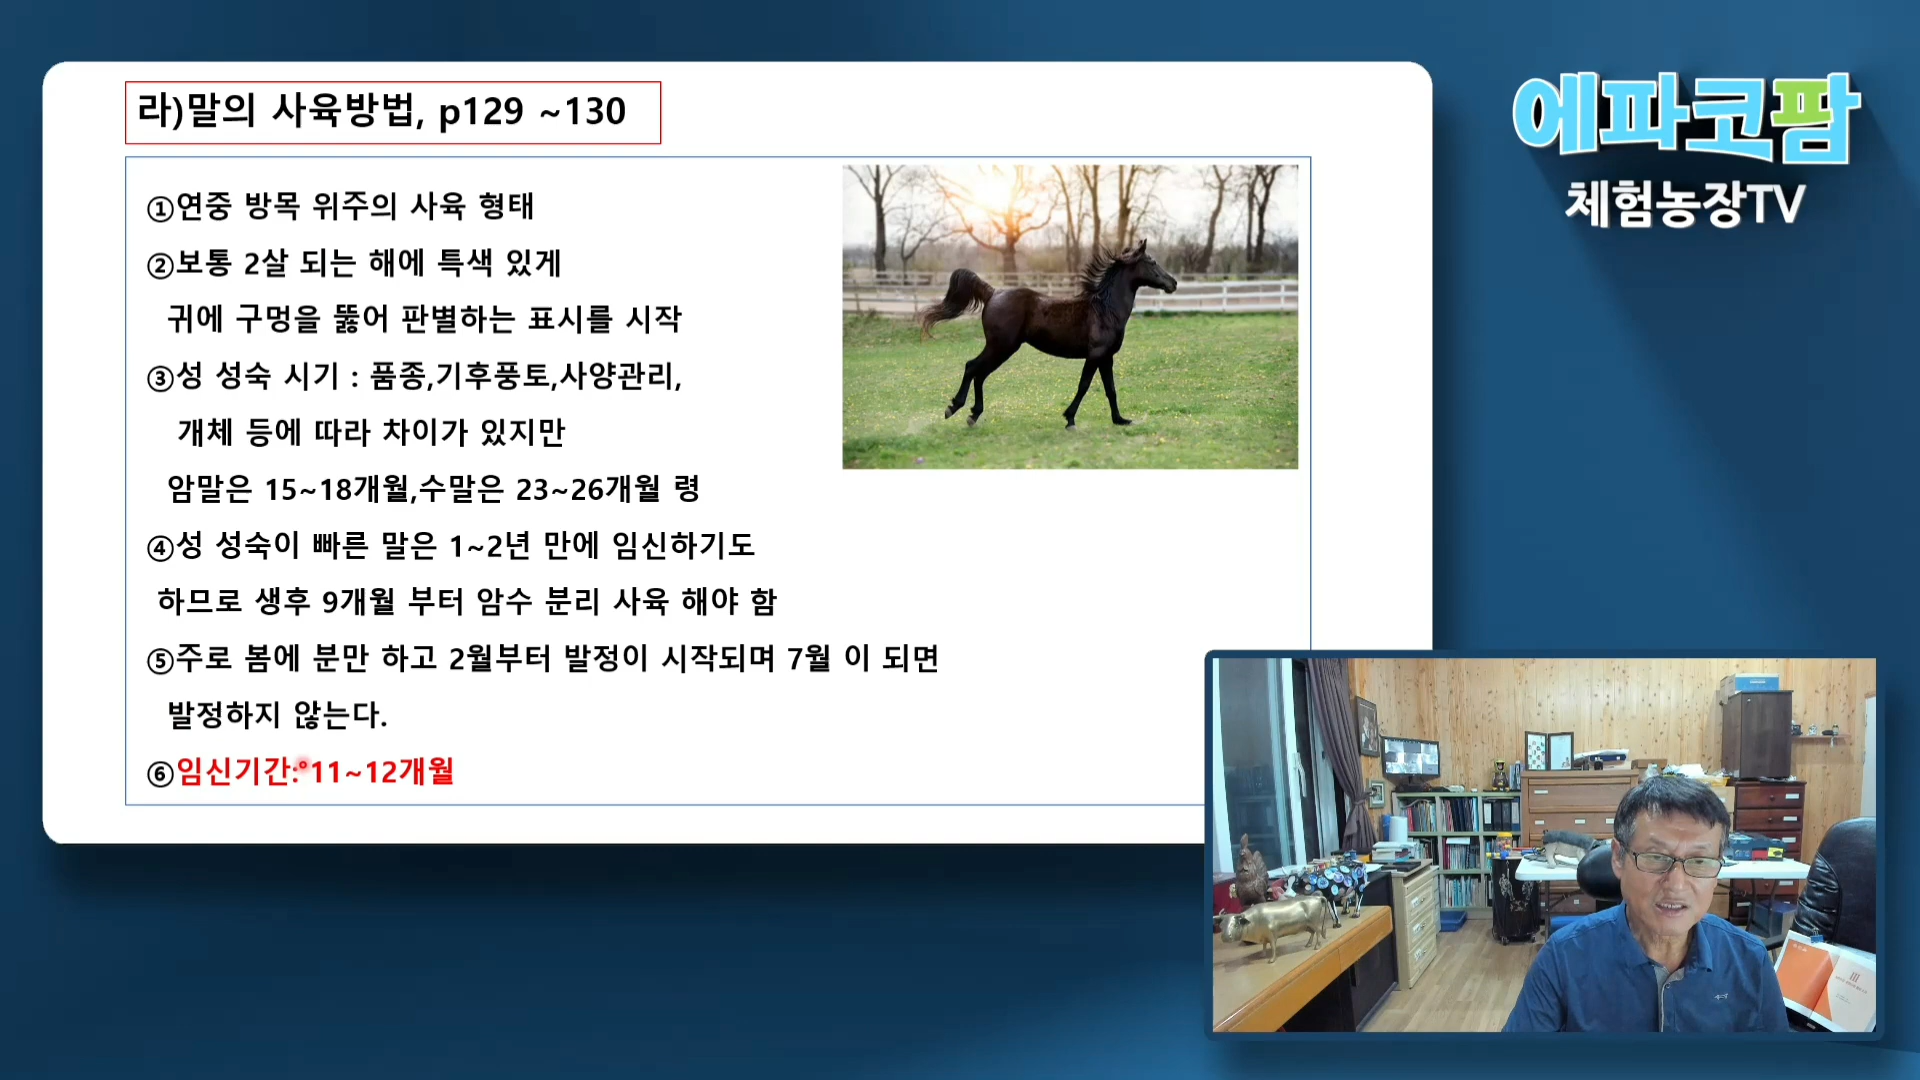 라)말의 사육방법, p129 ~130
①연중 방목 위주의 사육 형태
②보통 2살 되는 해에 특색 있게
귀에 구멍을 뚫어 판별하는 표시를 시작
③성 성숙 시기 : 품종,기후풍토,사양관리,
개체 등에 따라 차이가 있지만
암말은 15~18개월,수말은 23~26개월 령
④성 성숙이 빠른 말은 1~2년 만에 임신하기도
하므로 생후 9개월 부터 암수 분리 사육 해야 함
⑤주로 봄에 분만 하고 2월부터 발정이 시작되며 7월 이 되면
발정하지 않는다.
⑥임신기간: 11~12개월
에파코팜
체험농장TV